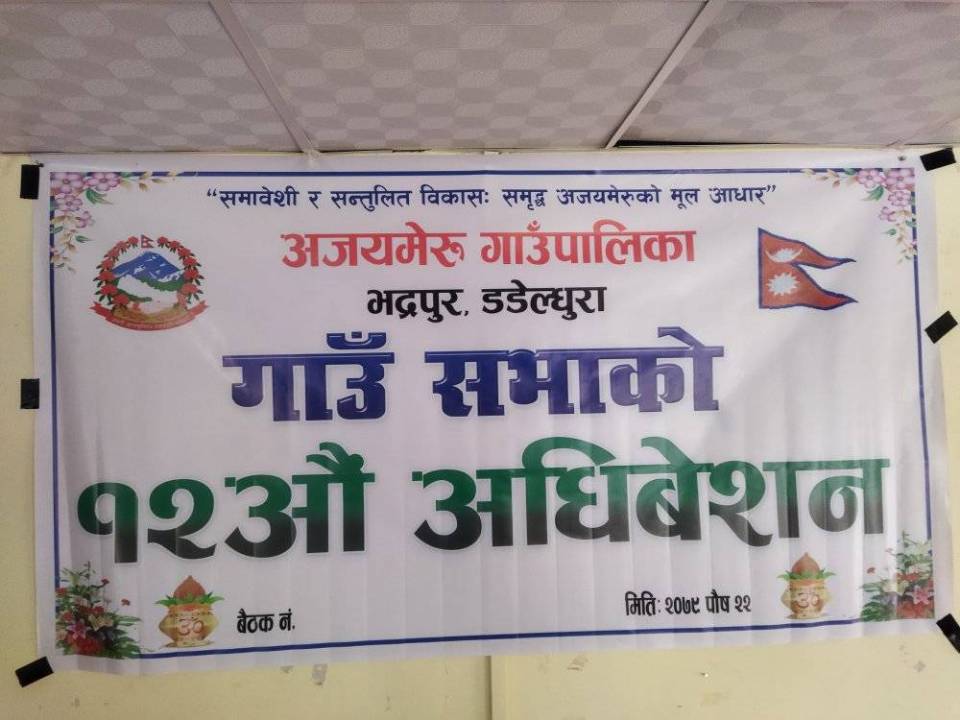 “समावेशी र सन्तुलित विकासः समृद्ध अजयमेरुको मूल आधार”
अजयमेरू गाउँपालिका
भद्रपुर, डडेल्धुरा
गाउँ सभाको
१२औं अधिबेशन
बैठक नं.
मितिः २०७९ पौष २२
ॐ
ॐ